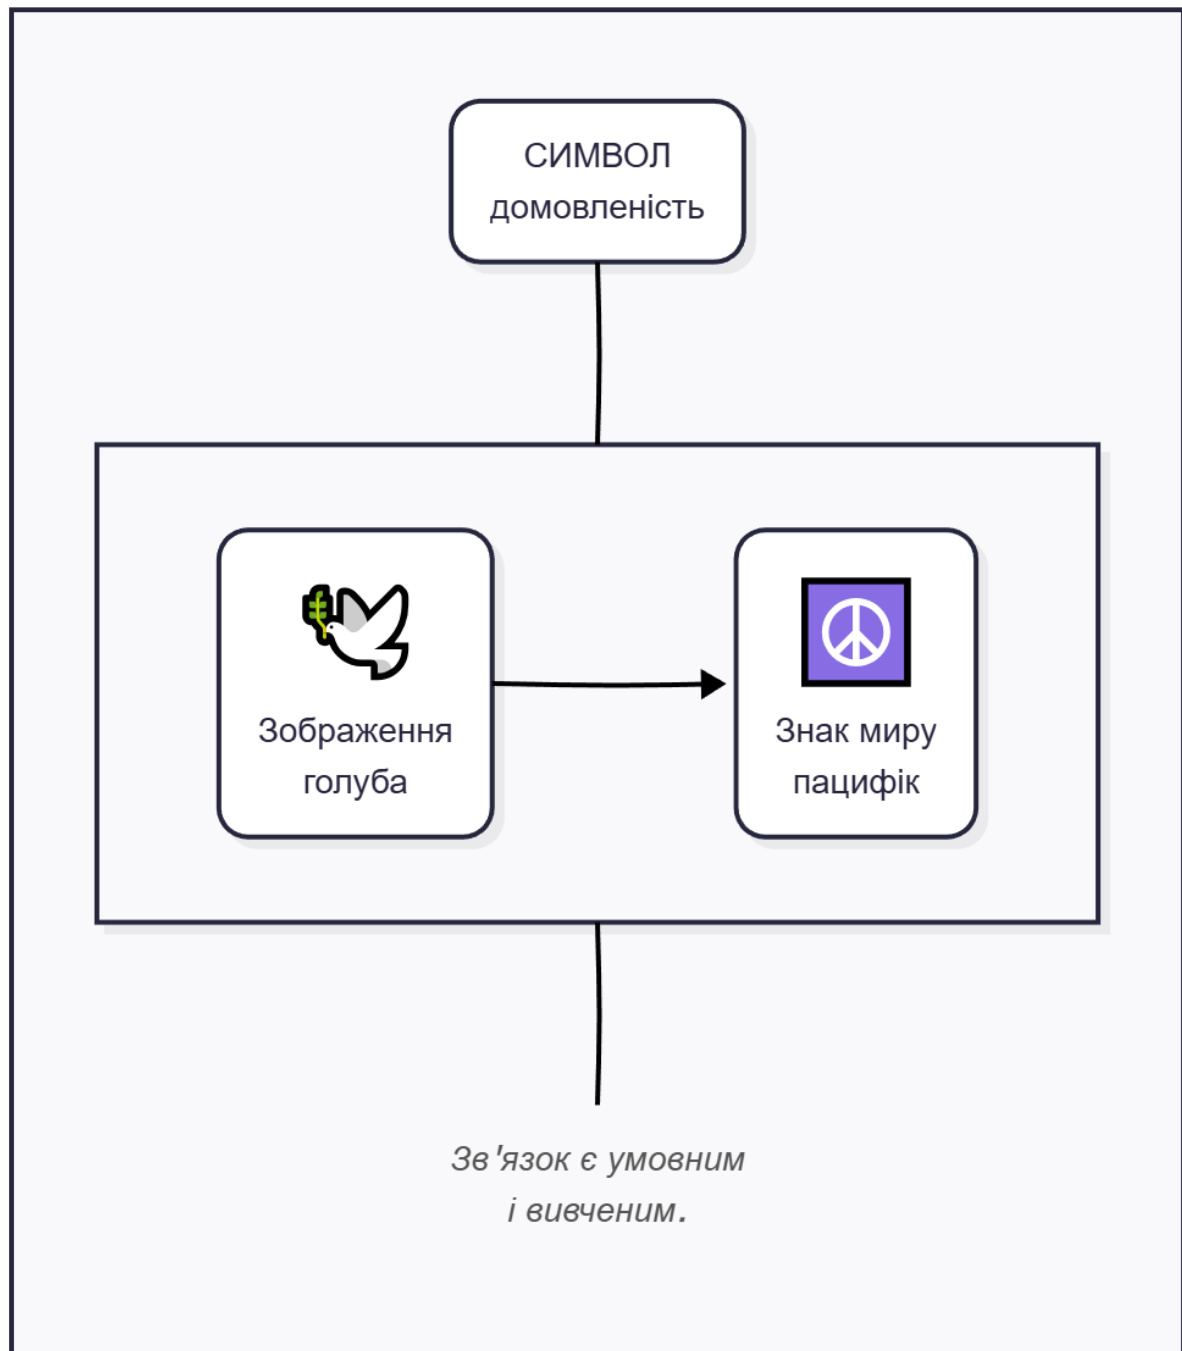 СИМВОЛ
домовленість
Зображення
голуба
Знак миру
пацифік
Зв'язок є умовним
і вивченим.